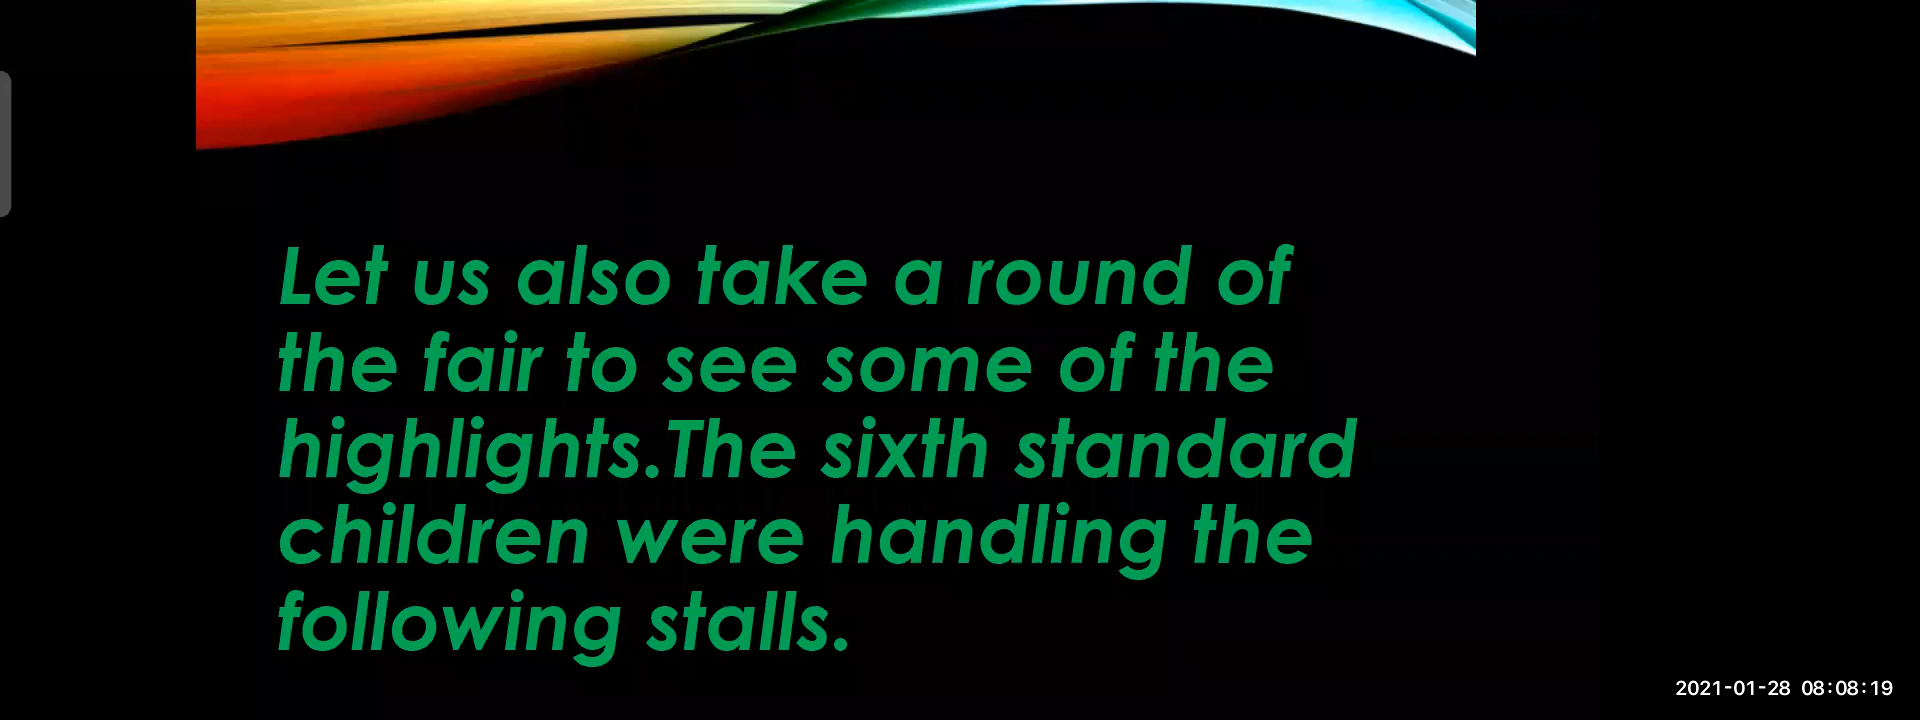 Let us also take a round of
the fair to see some of the
highlights.The sixth standard
children were handling the
following stalls.
2021-01-28 08:08:19